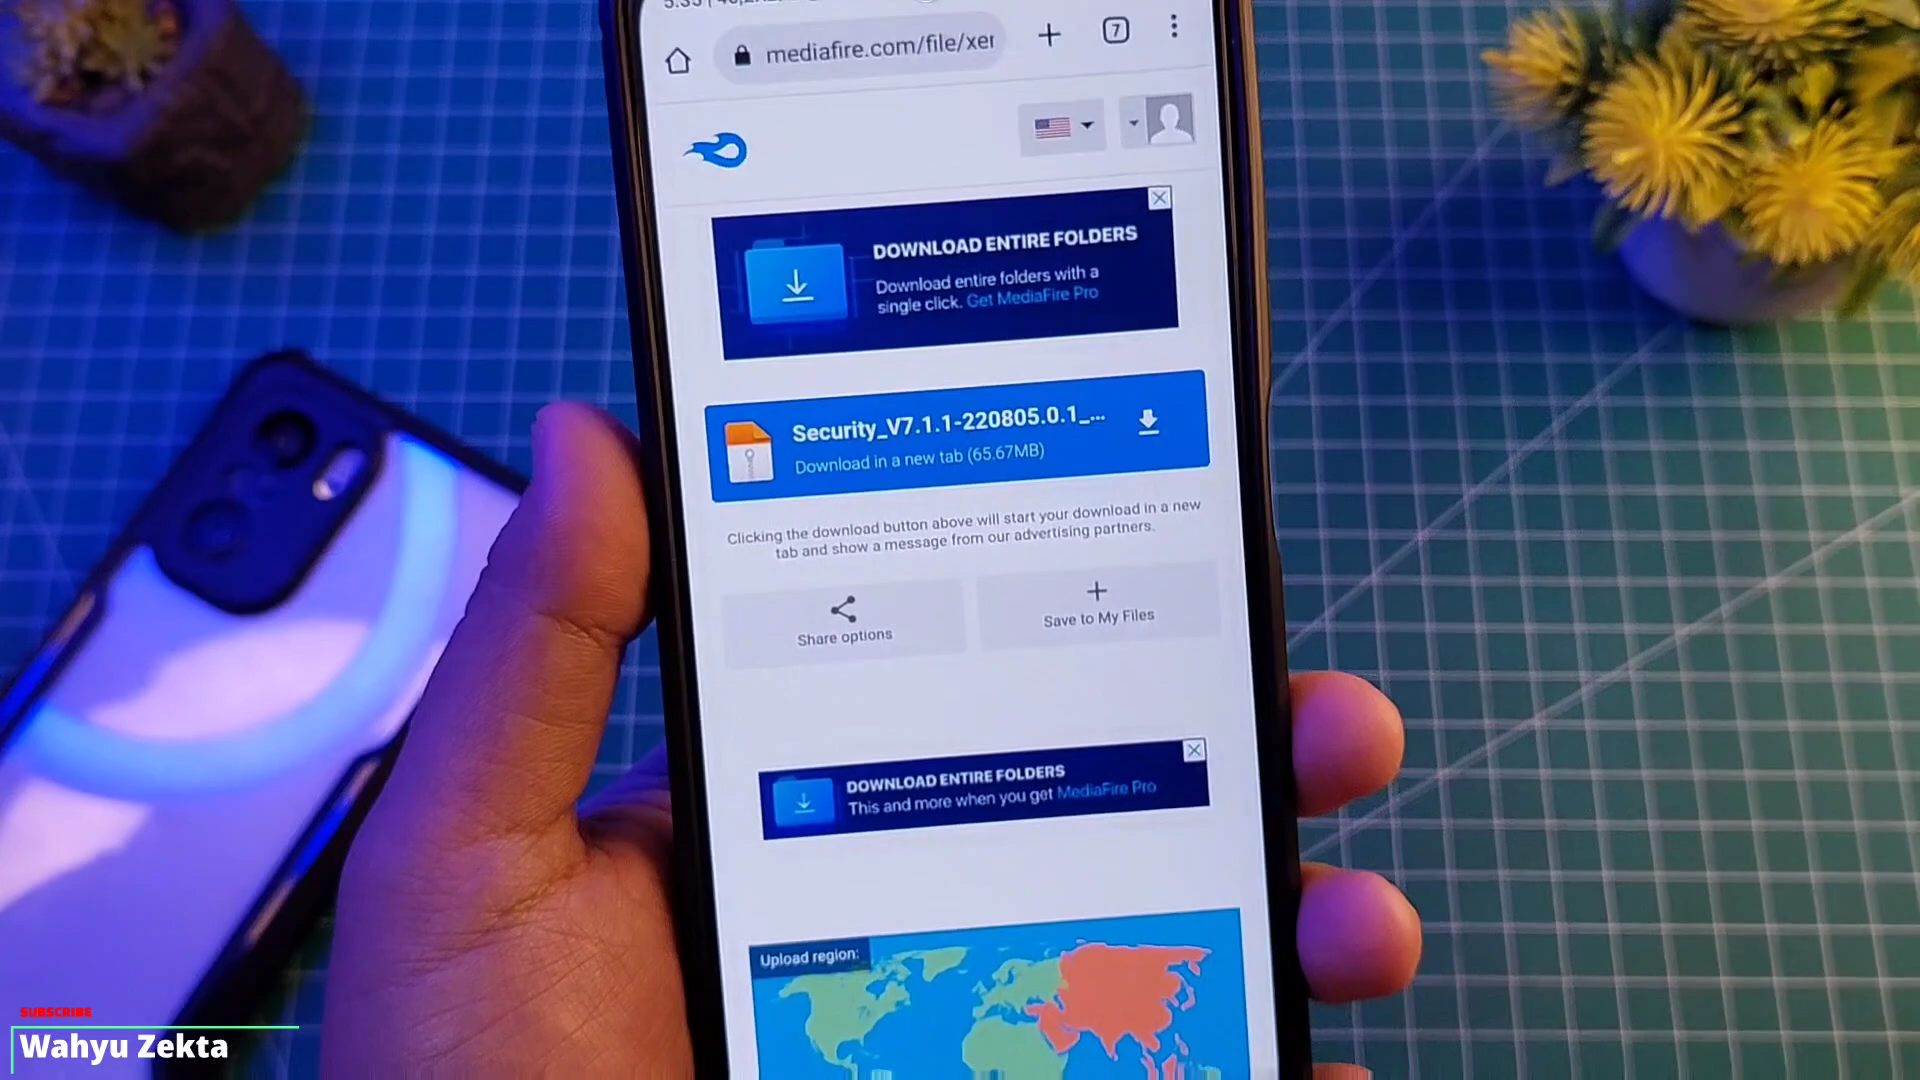 mediafire.com/file/xer
7
DOWNLOAD ENTIRE FOLDERS
Download entire folders with a
single click. Get MediaFire Pro
Security_V7.1.1-220805.0.1_...
Download in a new tab (65.67MB)
Clicking the download button above will start your download in a new
tab and show a message from our advertising partners.
Share options
Save to My Files
DOWNLOAD ENTIRE FOLDERS
This and more when you get MediaFire Pro
Upload region:
SUBSCRIBE
Wahyu Zekta